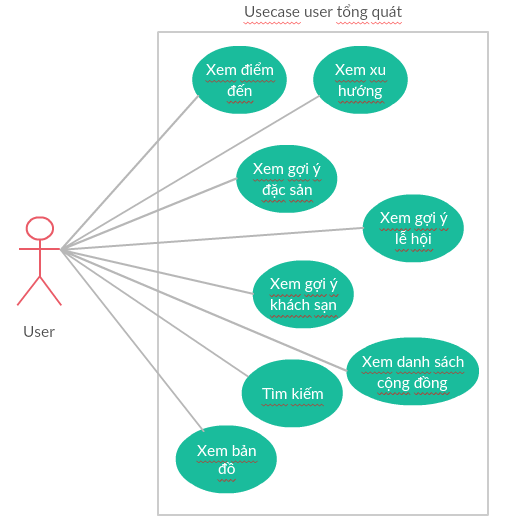 Usecase user tổng quát
Xem điểm
đến
Xem xu
hướng
Xem gợi ý
đặc sản
Xem gợi ý
lễ hội
Xem gợi ý
khách sạn
Xem danh sách
cộng đồng
Tìm kiếm
Xem bản
đồ
User